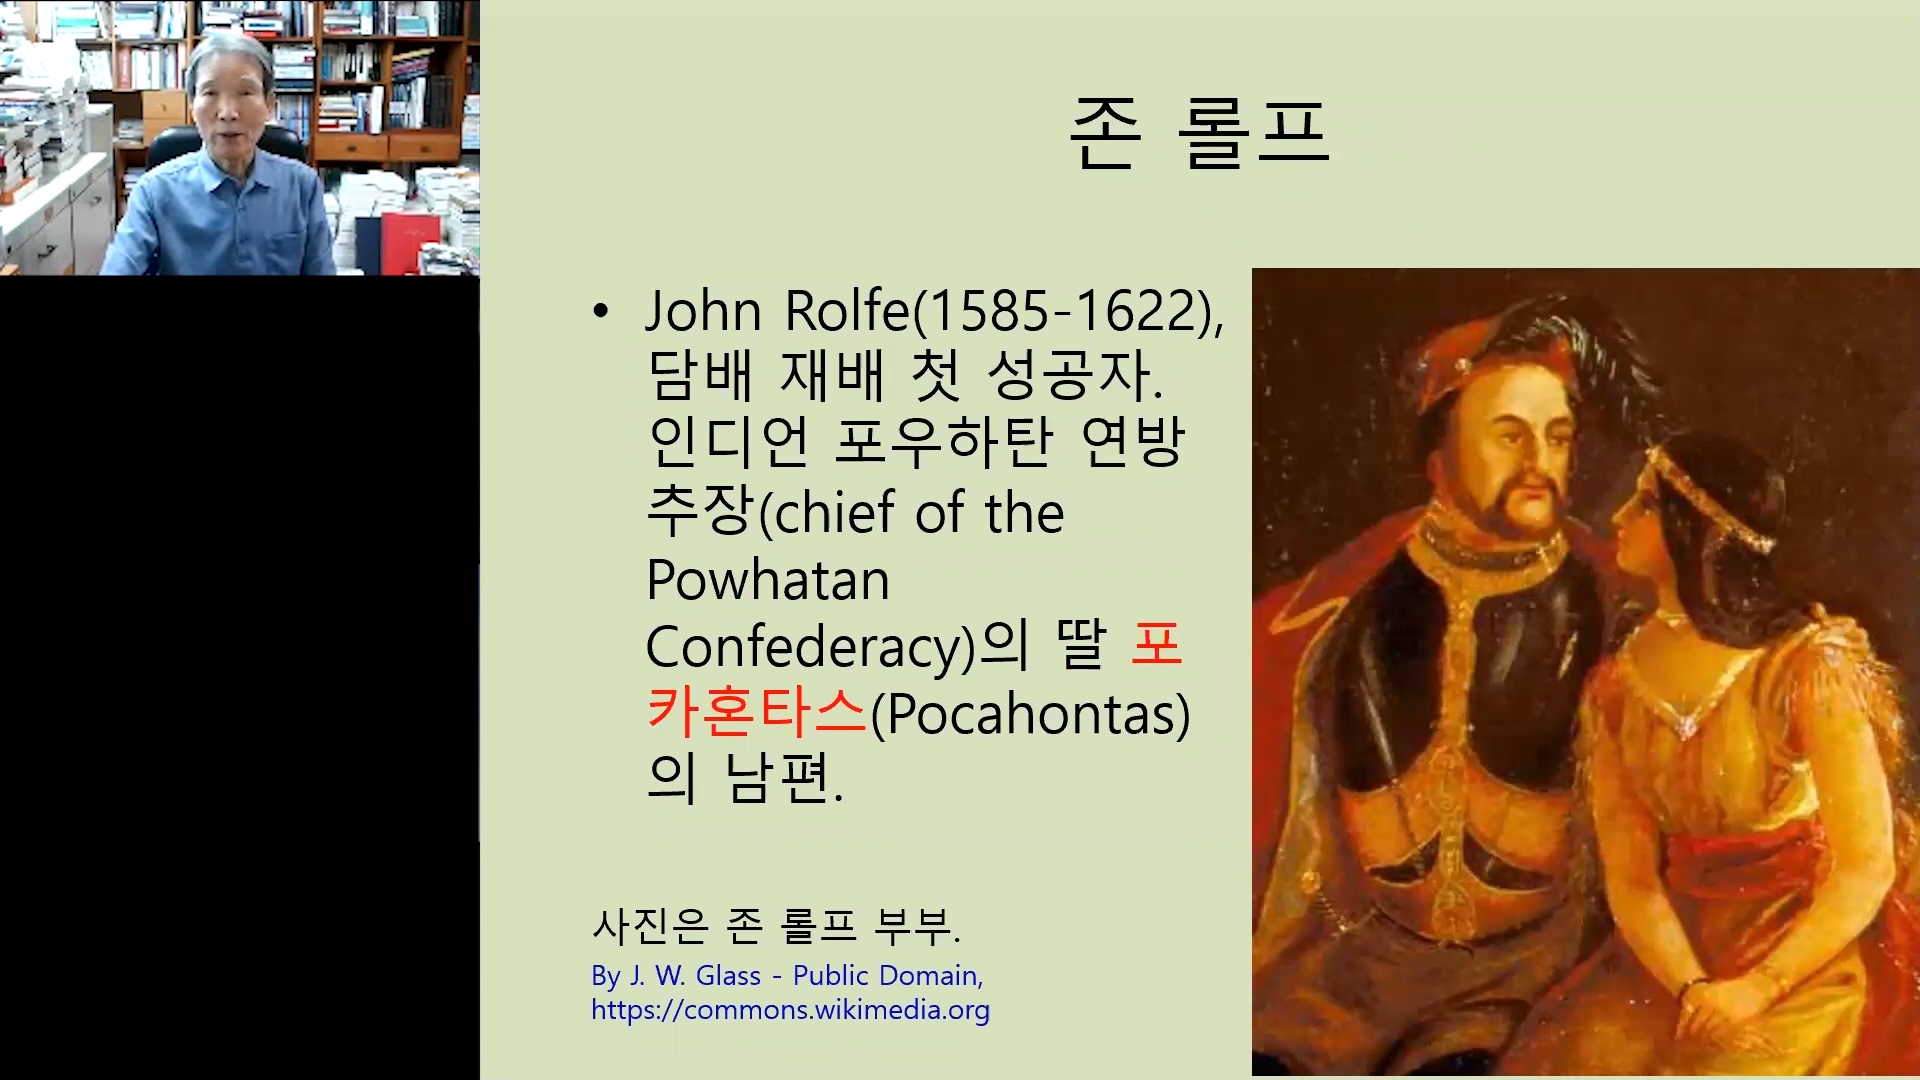 존 롤프
• John Rolfe(1585-1622),
담배 재배 첫 성공자.
인디언 포우하탄 연방
추장(chief of the
Powhatan
Confederacy)의 딸 포
카혼타스(Pocahontas)
의 남편.
사진은 존 롤프 부부.
By J. W. Glass - Public Domain,
https://commons.wikimedia.org